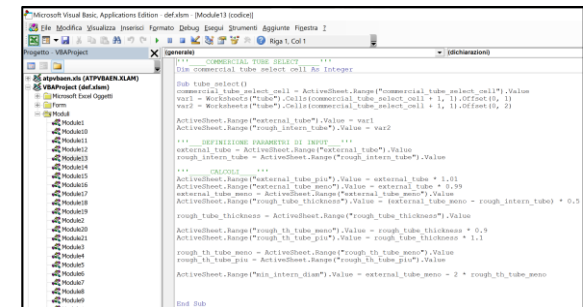 Microsoft Visual Basic, Applications Edition - def.xlsm - [Module13 (codice)]
File Modifica Visualizza Inserisci Formato Debug Esegui Strumenti Aggiunte Finestra ?
Riga 1, Col 1
Progetto - VBAProject
(generale)
(dichiarazioni)
atpvbaen.xls (ATPVBAEN.XLAM)
VBAProject (def.xlsm)
Microsoft Excel Oggetti
Form
Moduli
Module1
Module10
Module11
Module12
Module13
Module14
Module15
Module16
Module17
Module18
Module19
Module2
Module20
Module21
Module3
Module4
Module5
Module6
Module7
Module8
Module9
'''_____COMMERCIAL TUBE SELECT_____'''
Dim commercial_tube_select_cell As Integer
Sub tube_select()
commercial_tube_select_cell = ActiveSheet.Range("commercial_tube_select_cell").Value
var1 = Worksheets("tube").Cells(commercial_tube_select_cell + 1, 1).Offset(0, 1)
var2 = Worksheets("tube").Cells(commercial_tube_select_cell + 1, 1).Offset(0, 2)
ActiveSheet.Range("external_tube").Value = var1
ActiveSheet.Range("rough_intern_tube").Value = var2
'''___DEFINIZIONE PARAMETRI DI INPUT___'''
external_tube = ActiveSheet.Range("external_tube").Value
rough_intern_tube = ActiveSheet.Range("rough_intern_tube").Value
'''_____CALCOLI_____'''
ActiveSheet.Range("external_tube_piu").Value = external_tube * 1.01
ActiveSheet.Range("external_tube_meno").Value = external_tube * 0.99
external_tube_meno = ActiveSheet.Range("external_tube_meno").Value
ActiveSheet.Range("rough_tube_thickness").Value = (external_tube_meno - rough_intern_tube) * 0.5
rough_tube_thickness = ActiveSheet.Range("rough_tube_thickness").Value
ActiveSheet.Range("rough_th_tube_meno").Value = rough_tube_thickness * 0.9
ActiveSheet.Range("rough_th_tube_piu").Value = rough_tube_thickness * 1.1
rough_th_tube_meno = ActiveSheet.Range("rough_th_tube_meno").Value
rough_th_tube_piu = ActiveSheet.Range("rough_th_tube_piu").Value
ActiveSheet.Range("min_intern_diam").Value = external_tube_meno - 2 * rough_th_tube_meno
End Sub